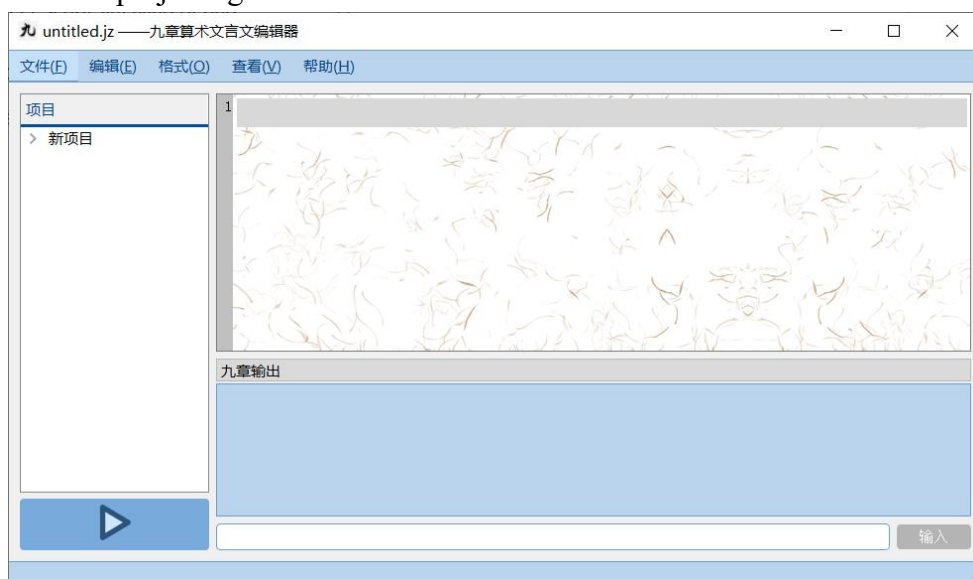 九 untitled.jz ——九章算术文言文编辑器
文件(F) 编辑(E) 格式(O) 查看(V) 帮助(H)
项目
> 新项目
1
九章输出
输入